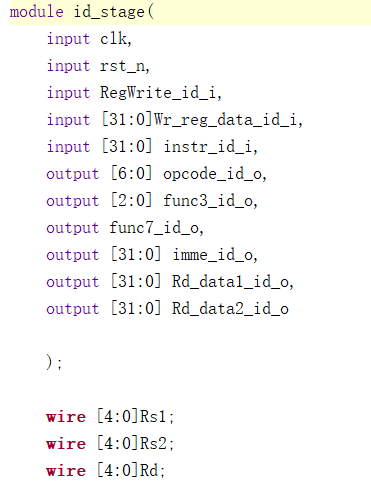 module id_stage(
input clk,
input rst_n,
input RegWrite_id_i,
input [31:0]Wr_reg_data_id_i,
input [31:0] instr_id_i,
output [6:0] opcode_id_o,
output [2:0] func3_id_o,
output func7_id_o,
output [31:0] imme_id_o,
output [31:0] Rd_data1_id_o,
output [31:0] Rd_data2_id_o
);
wire [4:0]Rs1;
wire [4:0]Rs2;
wire [4:0]Rd;